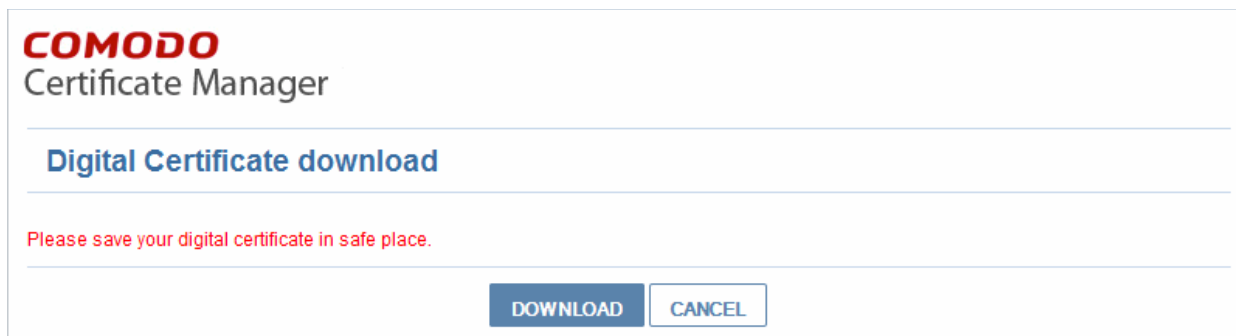 COMODO
Certificate Manager
Digital Certificate download
Please save your digital certificate in safe place.
DOWNLOAD CANCEL